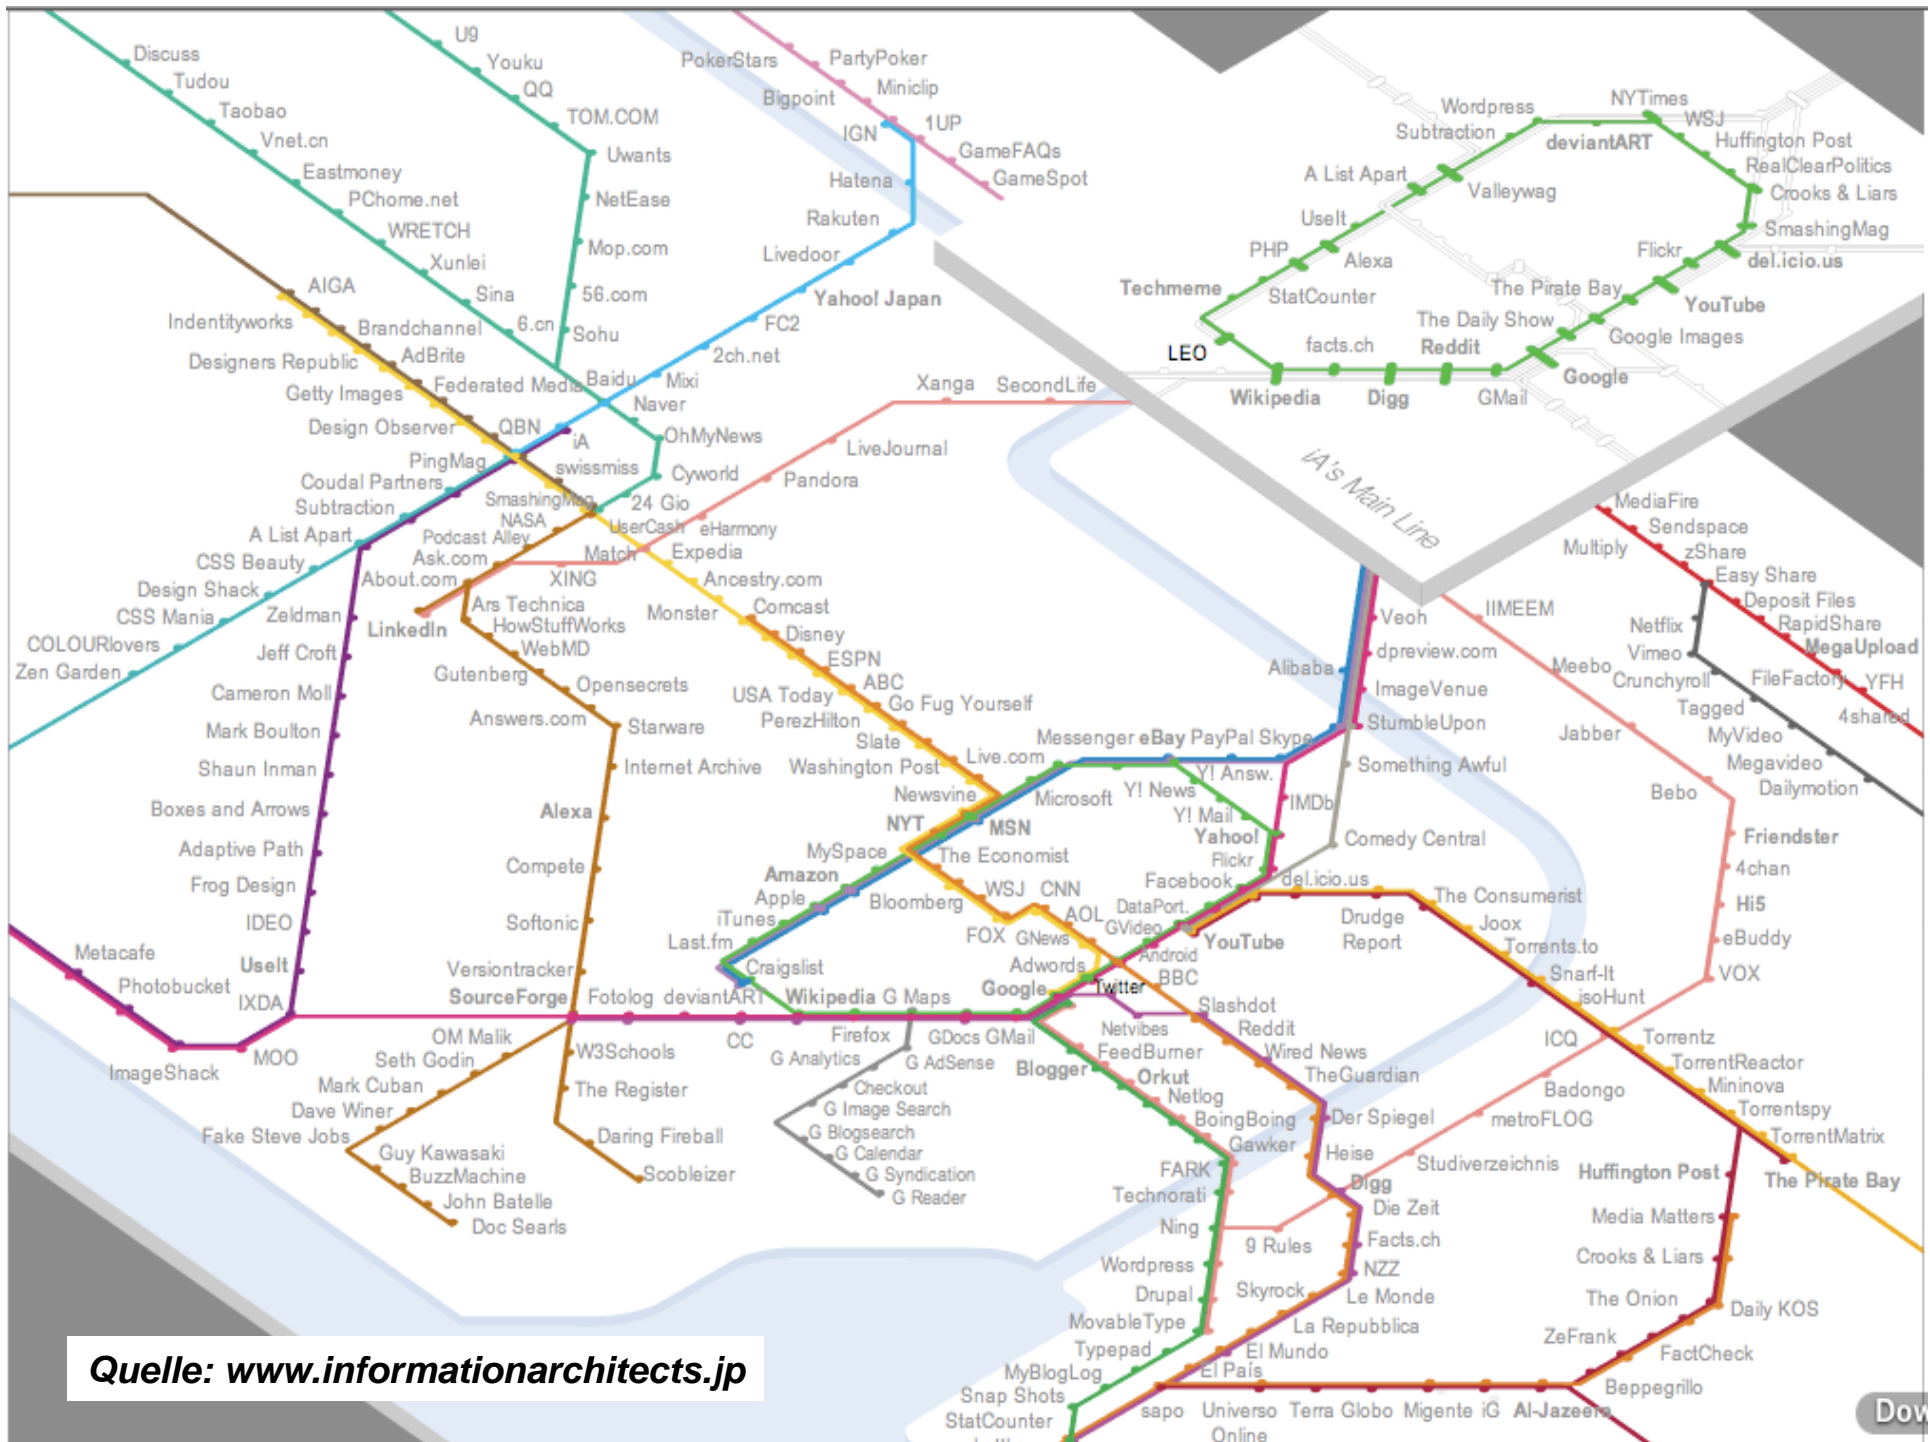 Discuss
Tudou
Taobao
Vnet.cn
Eastmoney
PChome.net
WRETCH
Xunlei
Sina
6.cn
U9
Youku
QQ
TOM.COM
Uwants
NetEase
Mop.com
56.com
Sohu
Baidu
Naver
OhMyNews
Cyworld
24 Gio
PokerStars
PartyPoker
Miniclip
Bigpoint
1UP
GameFAQs
GameSpot
IGN
Hatena
Rakuten
Livedoor
Yahoo! Japan
FC2
2ch.net
Mixi
iA
Wordpress
Subtraction
A List Apart
UseIt
PHP
Techmeme
LEO
StatCounter
Alexa
Valleywag
deviantART
NYTimes
WSJ
Huffington Post
RealClearPolitics
Crooks & Liars
SmashingMag
Flickr
del.icio.us
The Pirate Bay
YouTube
The Daily Show
Google Images
facts.ch
Reddit
Google
Wikipedia
Digg
GMail
iA's Main Line
AIGA
Indentityworks
Brandchannel
Designers Republic
AdBrite
Getty Images
Federated Media
Design Observer
QBN
PingMag
swissmiss
Coudal Partners
SmashingMag
Subtraction
NASA
UserCash
A List Apart
Podcast Alley
CSS Beauty
Ask.com
Design Shack
About.com
CSS Mania
COLOURlovers
Zen Garden
Xanga
SecondLife
LiveJournal
Pandora
eHarmony
Match
XING
LinkedIn
Expedia
Ancestry.com
Monster
Comcast
Disney
ESPN
ABC
USA Today
Go Fug Yourself
PerezHilton
Slate
Washington Post
Live.com
Newsvine
NYT
MSN
Microsoft
Ars Technica
HowStuffWorks
WebMD
Gutenberg
Opensecrets
Answers.com
Starware
Internet Archive
Alexa
Compete
Softonic
Versiontracker
SourceForge
Zeldman
Jeff Croft
Cameron Moll
Mark Boulton
Shaun Inman
Boxes and Arrows
Adaptive Path
Frog Design
IDEO
UseIt
IXDA
Metacafe
Photobucket
ImageShack
MOO
Fotolog
deviantART
CC
Wikipedia
G Maps
Firefox
GDocs
GMail
MySpace
Amazon
Apple
iTunes
Last.fm
Craigslist
The Economist
Bloomberg
WSJ
CNN
FOX
GNews
AOL
Adwords
Google
Twitter
Messenger
eBay
PayPal
Skype
Y! Answ.
Y! News
Y! Mail
Yahoo!
Flickr
Facebook
DataPort.
GVideo
Android
YouTube
BBC
IMDb
Alibaba
Veoh
dpreview.com
ImageVenue
StumbleUpon
Something Awful
Comedy Central
del.icio.us
Drudge
Report
The Consumerist
Joox
Torrents.to
Snarf-It
isoHunt
Torrentz
TorrentReactor
Mininova
Torrentspy
TorrentMatrix
The Pirate Bay
MediaFire
Sendspace
Multiply
zShare
Easy Share
Deposit Files
RapidShare
MegaUpload
YFH
4shared
Netflix
Vimeo
Crunchyroll
FileFactory
Tagged
MyVideo
Megavideo
Dailymotion
IIMEEM
Meebo
Jabber
Bebo
Friendster
4chan
Hi5
eBuddy
VOX
ICQ
Badongo
metroFLOG
Studiverzeichnis
9 Rules
OM Malik
Seth Godin
Mark Cuban
Dave Winer
Fake Steve Jobs
Guy Kawasaki
BuzzMachine
John Batelle
Doc Searls
W3Schools
The Register
Daring Fireball
Scobleizer
G Analytics
G AdSense
Checkout
G Image Search
G Blogsearch
G Calendar
G Syndication
G Reader
Netvibes
FeedBurner
Blogger
Orkut
Netlog
BoingBoing
Gawker
FARK
Technorati
Ning
Wordpress
Drupal
MovableType
Typepad
MyBlogLog
Snap Shots
StatCounter
Slashdot
Reddit
Wired News
TheGuardian
Der Spiegel
Heise
Digg
Die Zeit
Facts.ch
NZZ
Skyrock
Le Monde
La Repubblica
El Mundo
El País
sapo
Universo
Online
Terra
Globo
Migente
iG
Al-Jazeera
Huffington Post
Media Matters
Crooks & Liars
The Onion
Daily KOS
ZeFrank
FactCheck
Beppegrillo
Quelle: www.informationarchitects.jp